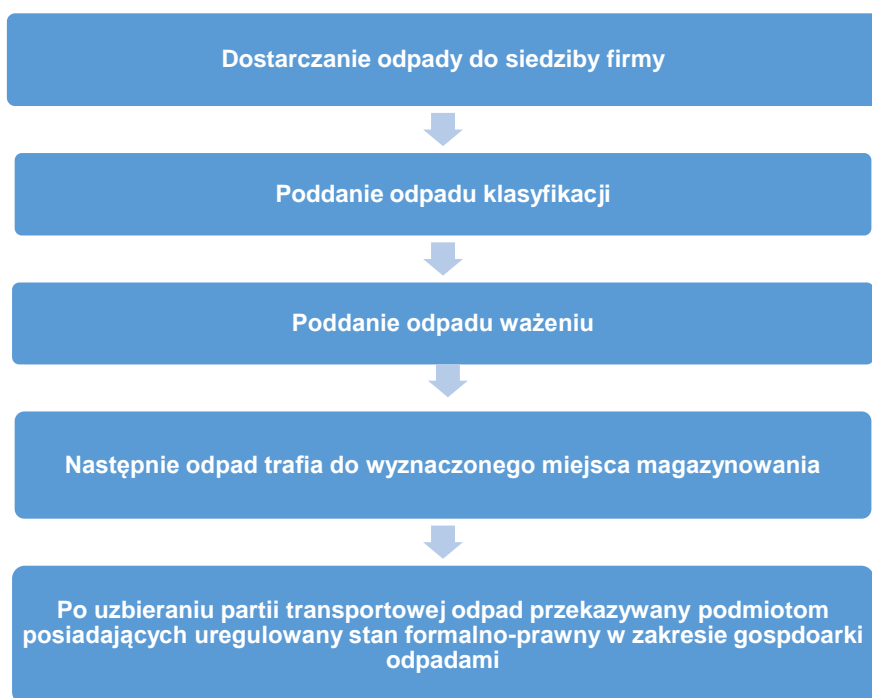 Dostarczanie odpady do siedziby firmy
Poddanie odpadu klasyfikacji
Poddanie odpadu ważeniu
Następnie odpad trafia do wyznaczonego miejsca magazynowania
Po uzbieraniu partii transportowej odpad przekazywany podmiotom
posiadających uregulowany stan formalno-prawny w zakresie gospdoarki
odpadami